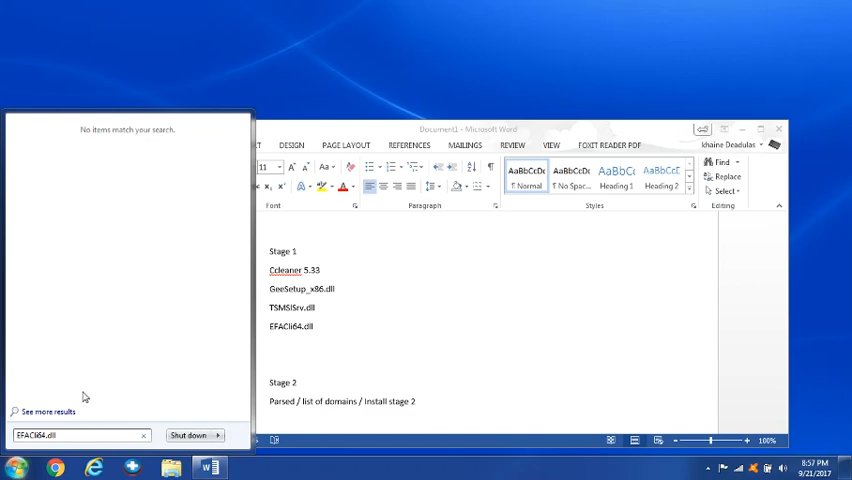 No items match your search.
See more results
EFACli64.dll
Shut down
Document1 - Microsoft Word
DESIGN PAGE LAYOUT REFERENCES MAILINGS REVIEW VIEW FOXIT READER PDF
khaine Deadulas
11
Aa
AaBbCcDc AaBbCcDc AaBbC AaBbCcE
¶ Normal ¶ No Spac... Heading 1 Heading 2
Find
Replace
Select
Font Paragraph Styles Editing
Stage 1
Ccleaner 5.33
GeeSetup_x86.dll
TSMSISrv.dll
EFACli64.dll
Stage 2
Parsed / list of domains / Install stage 2
100%
8:57 PM
9/21/2017